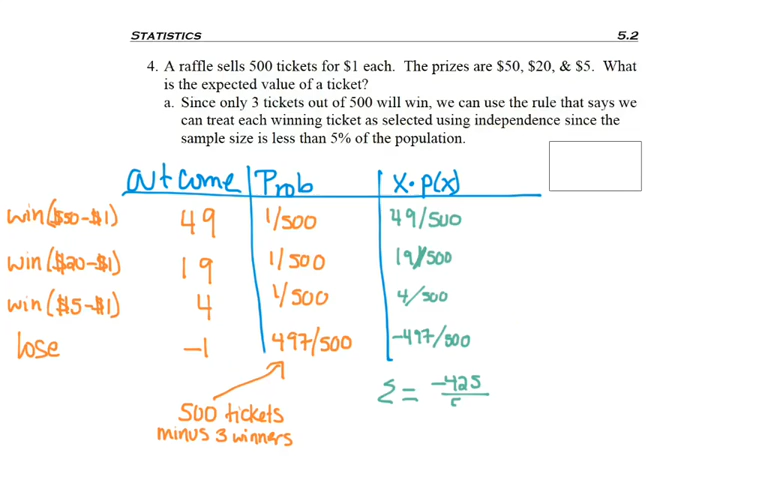 STATISTICS 5.2
4. A raffle sells 500 tickets for $1 each. The prizes are $50, $20, & $5. What
is the expected value of a ticket?
a. Since only 3 tickets out of 500 will win, we can use the rule that says we
can treat each winning ticket as selected using independence since the
sample size is less than 5% of the population.
outcome Prob x·p(x)
win($50-$1) 49 1/500 49/500
win($20-$1) 19 1/500 19/500
win($5-$1) 4 1/500 4/500
lose -1 497/500 -497/500
Σ = -425
500 tickets
minus 3 winners